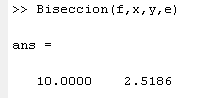 >> Biseccion(f,x,y,e)
ans =
10.0000 2.5186